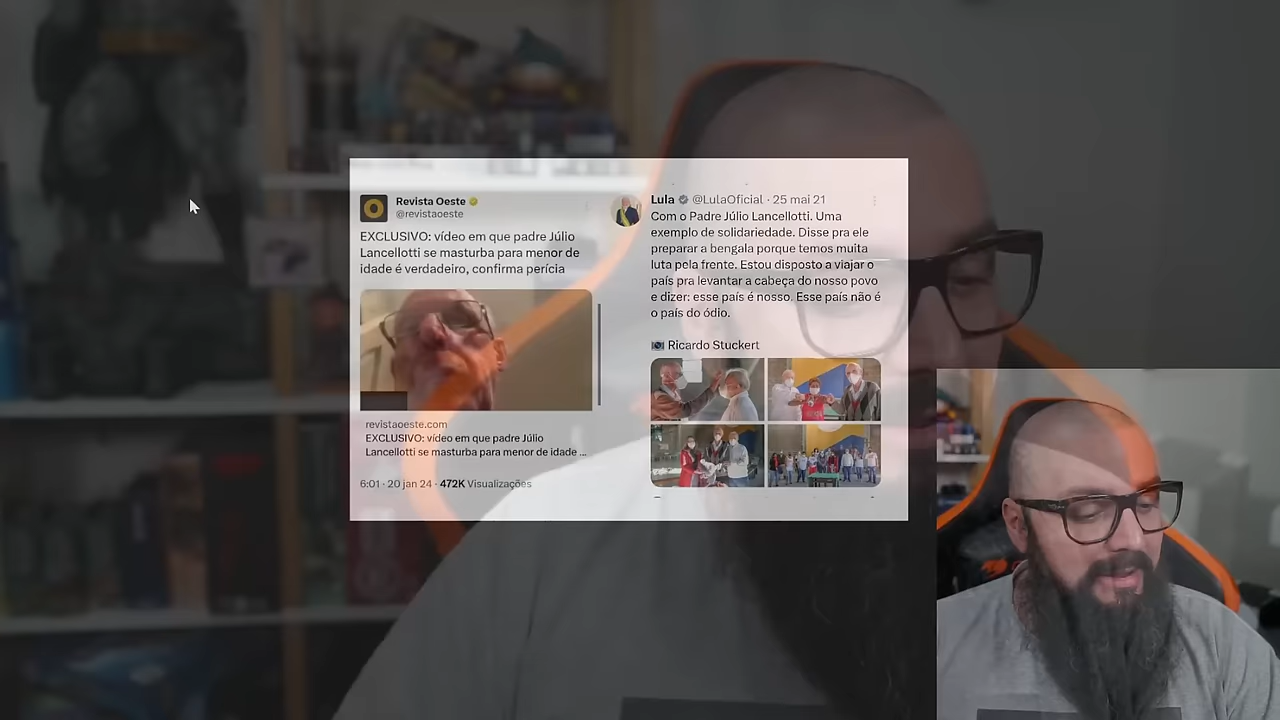 Revista Oeste
@revistaoeste
EXCLUSIVO: vídeo em que padre Júlio
Lancellotti se masturba para menor de
idade é verdadeiro, confirma perícia
revistaoeste.com
EXCLUSIVO: vídeo em que padre Júlio
Lancellotti se masturba para menor de idade ...
6:01 · 20 jan 24 · 472K Visualizações
Lula @LulaOficial · 25 mai 21
Com o Padre Júlio Lancellotti. Uma
exemplo de solidariedade. Disse pra ele
preparar a bengala porque temos muita
luta pela frente. Estou disposto a viajar o
país pra levantar a cabeça do nosso povo
e dizer: esse país é nosso. Esse país não é
o país do ódio.
Ricardo Stuckert